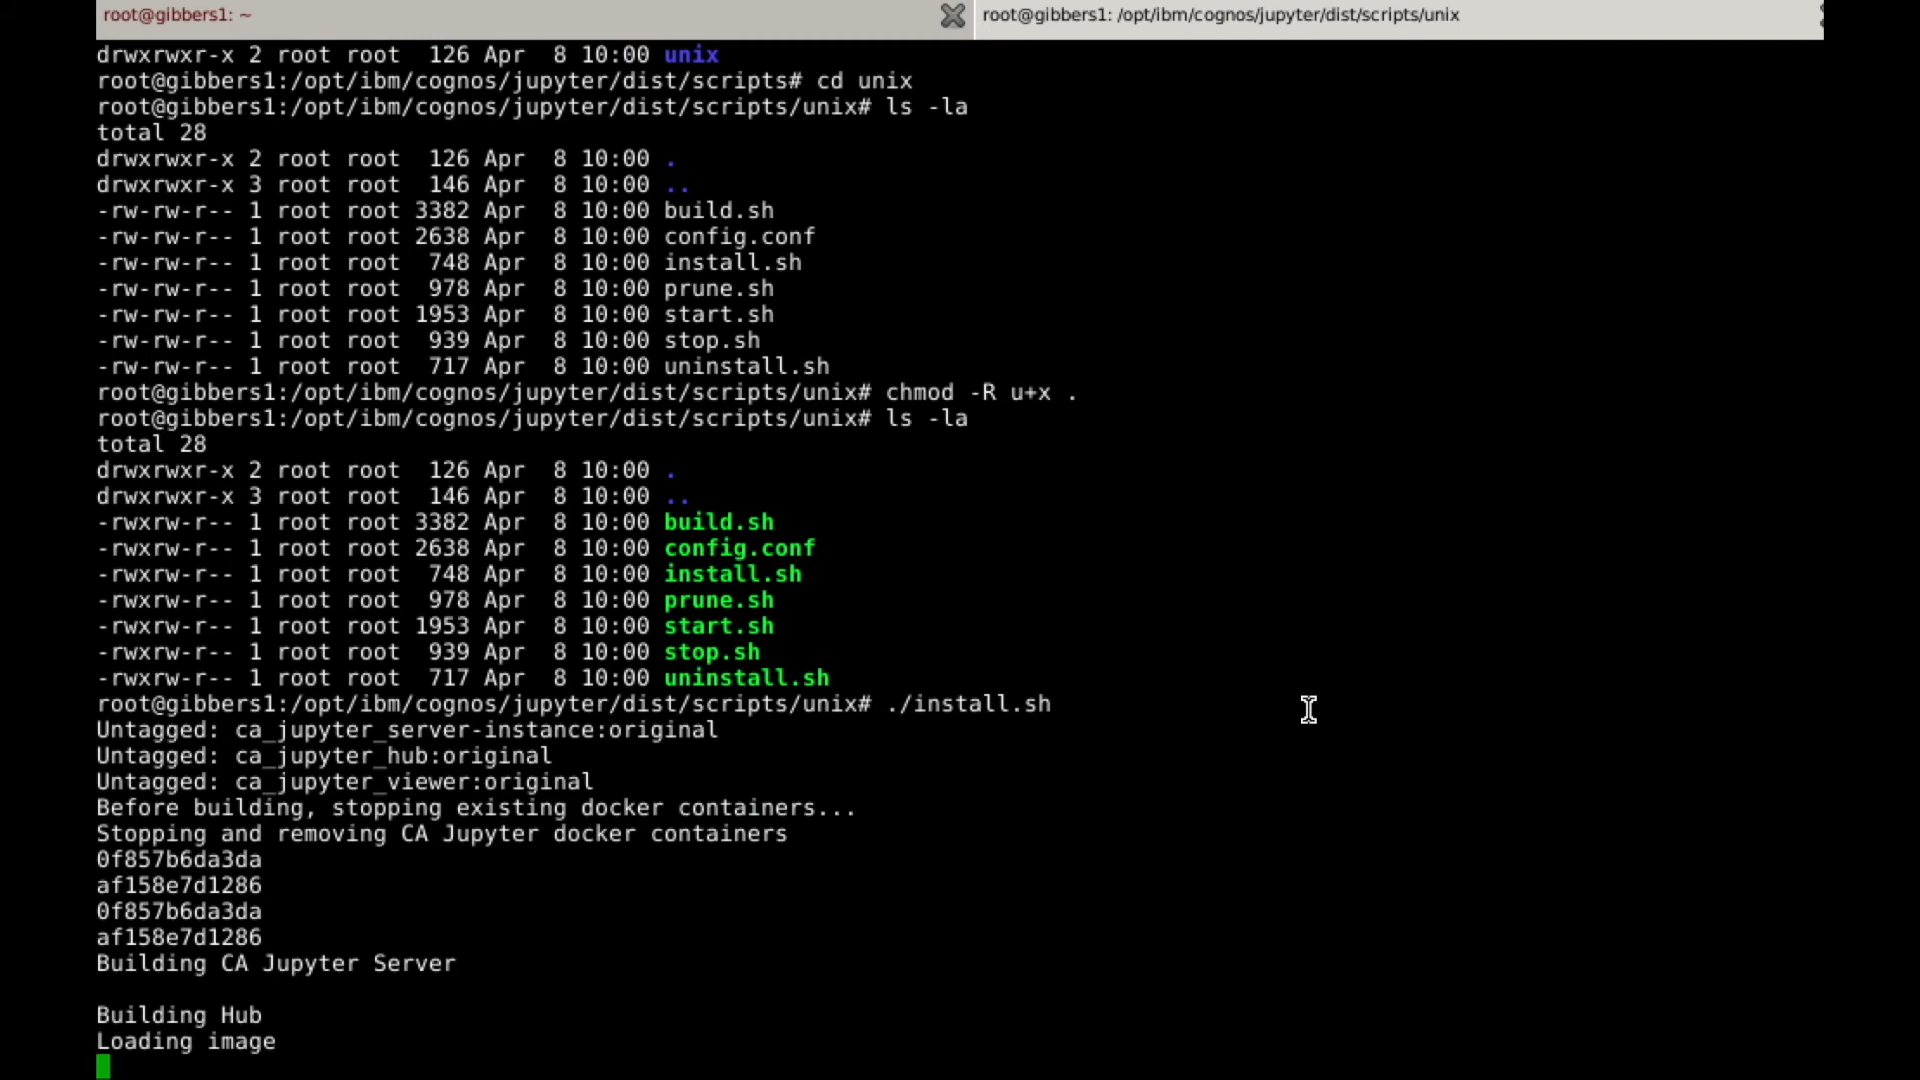 root@gibbers1: ~
root@gibbers1: /opt/ibm/cognos/jupyter/dist/scripts/unix
drwxrwxr-x 2 root root  126 Apr  8 10:00 unix
root@gibbers1:/opt/ibm/cognos/jupyter/dist/scripts# cd unix
root@gibbers1:/opt/ibm/cognos/jupyter/dist/scripts/unix# ls -la
total 28
drwxrwxr-x 2 root root  126 Apr  8 10:00 .
drwxrwxr-x 3 root root  146 Apr  8 10:00 ..
-rw-rw-r-- 1 root root 3382 Apr  8 10:00 build.sh
-rw-rw-r-- 1 root root 2638 Apr  8 10:00 config.conf
-rw-rw-r-- 1 root root  748 Apr  8 10:00 install.sh
-rw-rw-r-- 1 root root  978 Apr  8 10:00 prune.sh
-rw-rw-r-- 1 root root 1953 Apr  8 10:00 start.sh
-rw-rw-r-- 1 root root  939 Apr  8 10:00 stop.sh
-rw-rw-r-- 1 root root  717 Apr  8 10:00 uninstall.sh
root@gibbers1:/opt/ibm/cognos/jupyter/dist/scripts/unix# chmod -R u+x .
root@gibbers1:/opt/ibm/cognos/jupyter/dist/scripts/unix# ls -la
total 28
drwxrwxr-x 2 root root  126 Apr  8 10:00 .
drwxrwxr-x 3 root root  146 Apr  8 10:00 ..
-rwxrw-r-- 1 root root 3382 Apr  8 10:00 build.sh
-rwxrw-r-- 1 root root 2638 Apr  8 10:00 config.conf
-rwxrw-r-- 1 root root  748 Apr  8 10:00 install.sh
-rwxrw-r-- 1 root root  978 Apr  8 10:00 prune.sh
-rwxrw-r-- 1 root root 1953 Apr  8 10:00 start.sh
-rwxrw-r-- 1 root root  939 Apr  8 10:00 stop.sh
-rwxrw-r-- 1 root root  717 Apr  8 10:00 uninstall.sh
root@gibbers1:/opt/ibm/cognos/jupyter/dist/scripts/unix# ./install.sh
Untagged: ca_jupyter_server-instance:original
Untagged: ca_jupyter_hub:original
Untagged: ca_jupyter_viewer:original
Before building, stopping existing docker containers...
Stopping and removing CA Jupyter docker containers
0f857b6da3da
af158e7d1286
0f857b6da3da
af158e7d1286
Building CA Jupyter Server
Building Hub
Loading image